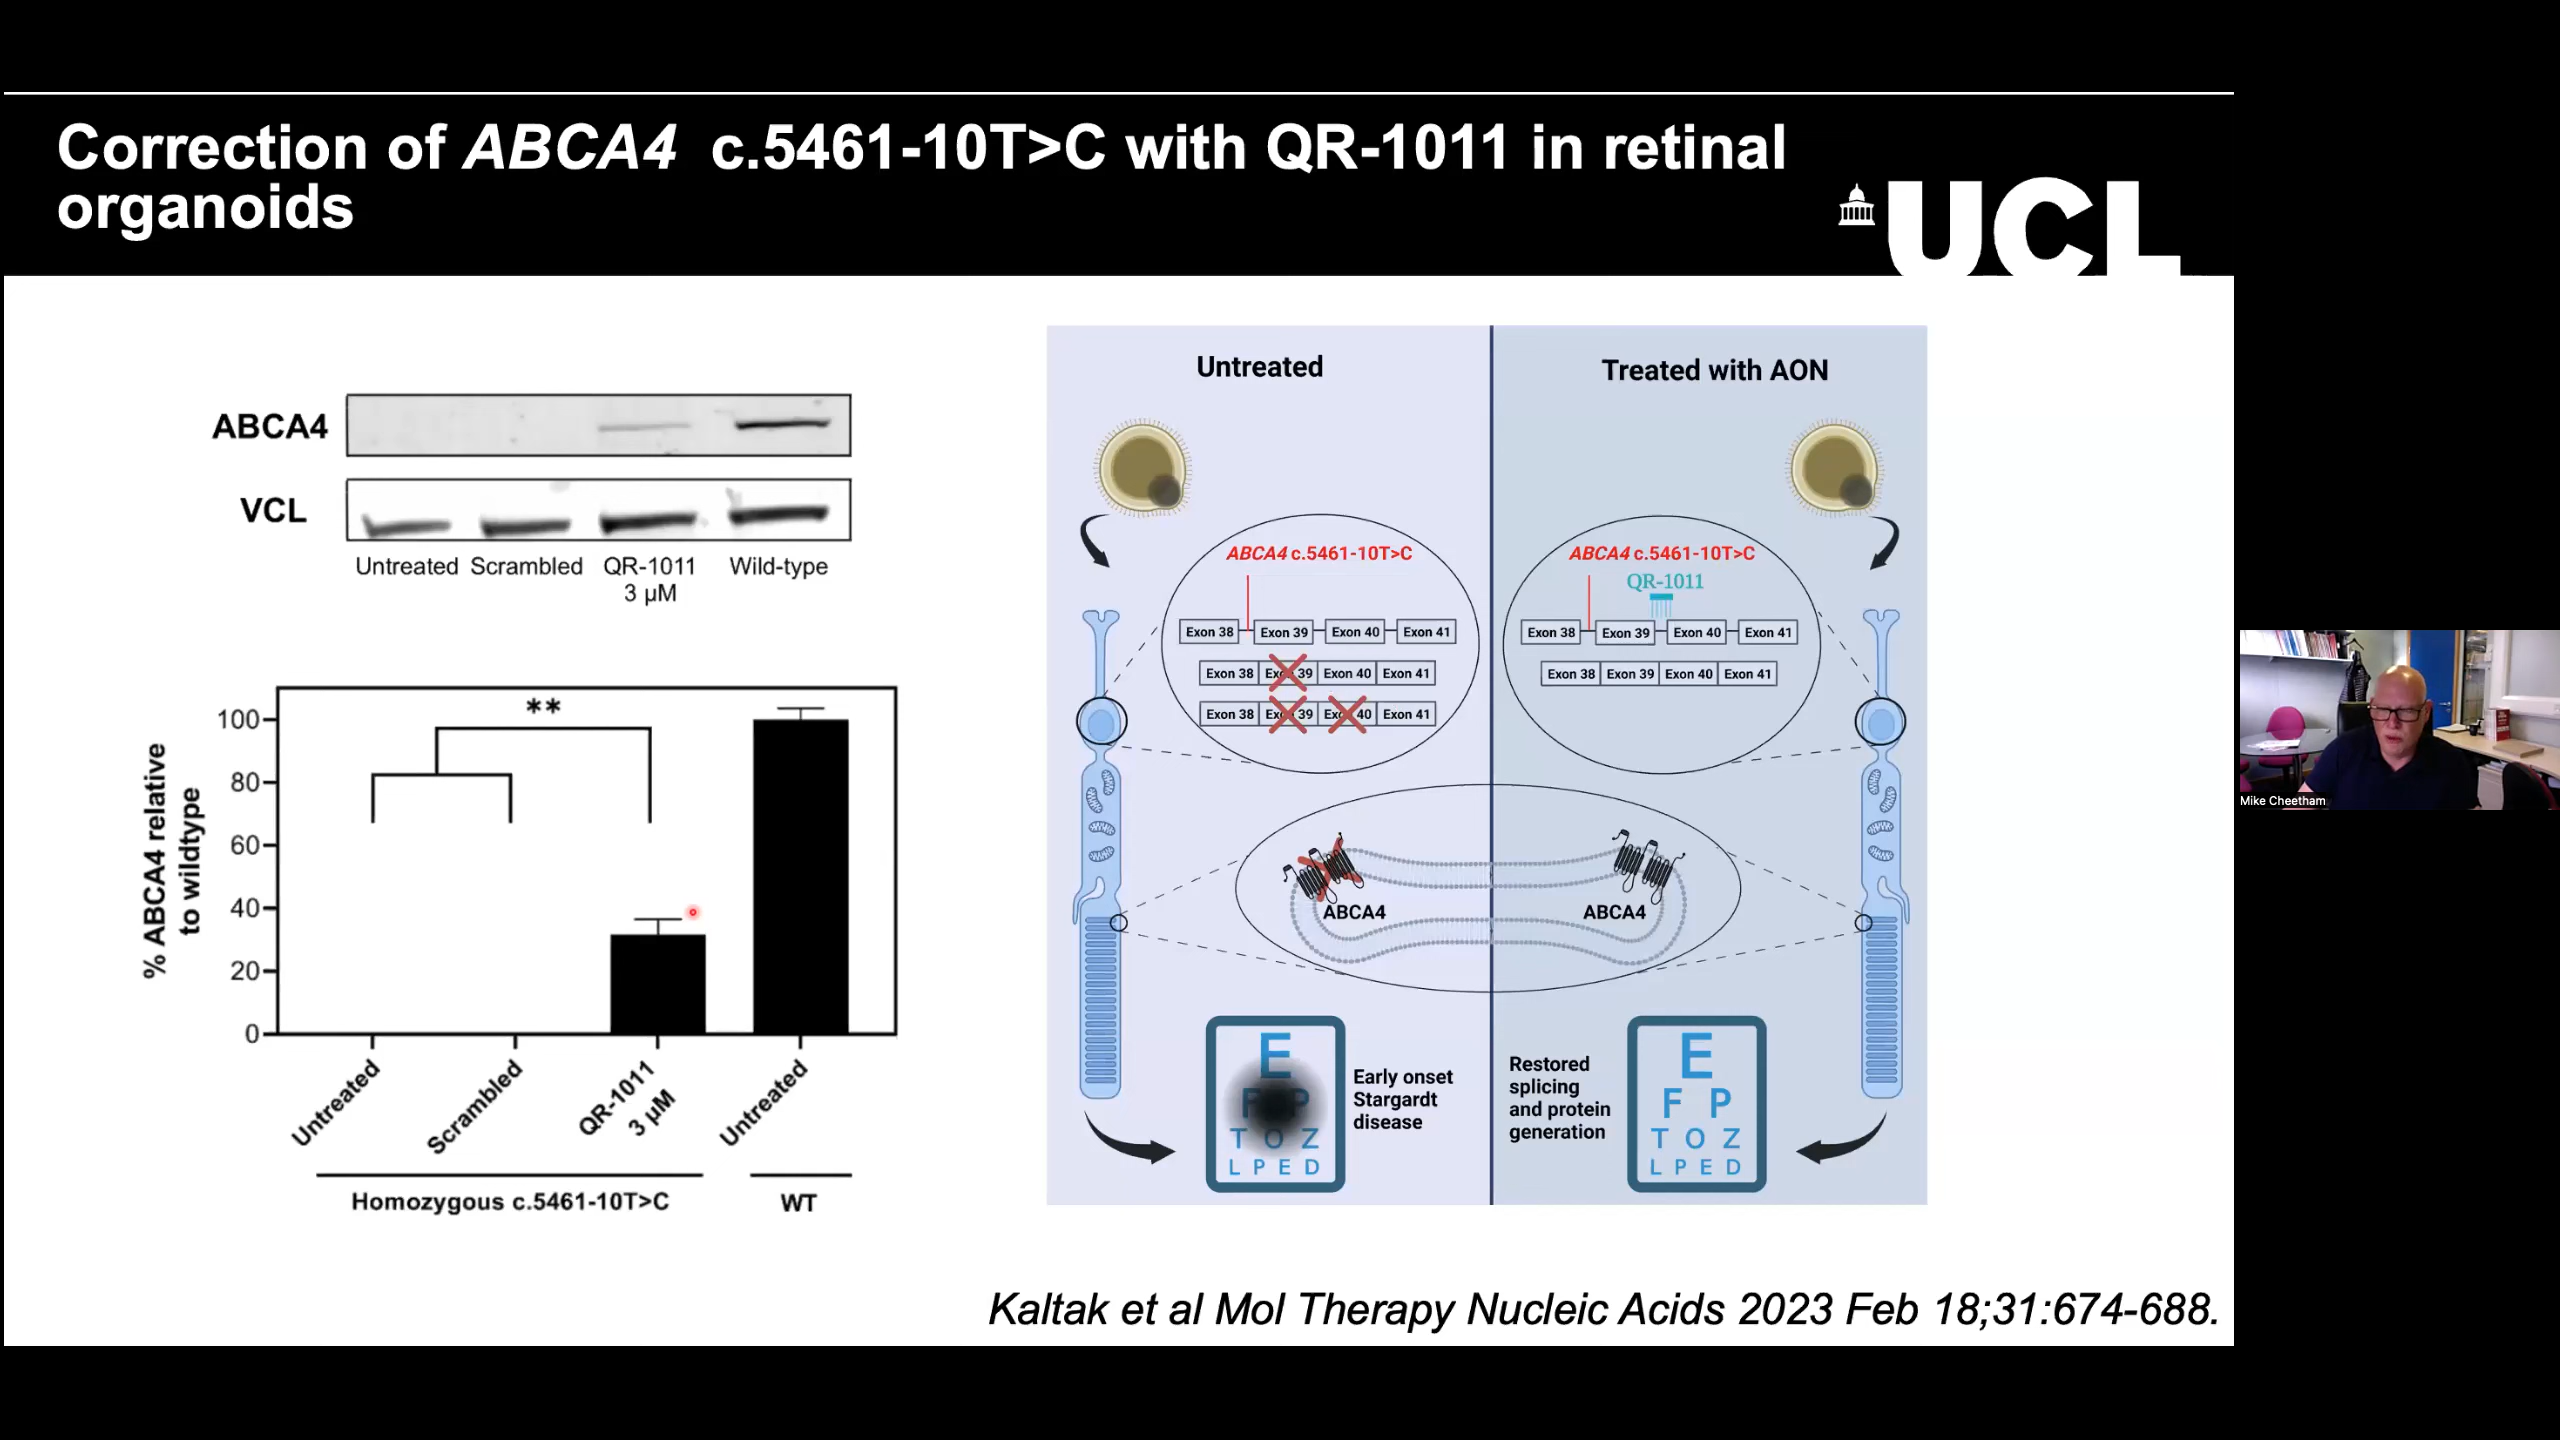 Correction of ABCA4 c.5461-10T>C with QR-1011 in retinal
organoids
UCL
ABCA4
VCL
Untreated Scrambled QR-1011 Wild-type
3 µM
% ABCA4 relative
to wildtype
100
80
60
40
20
0
**
Untreated
Scrambled
QR-1011
3 µM
Untreated
Homozygous c.5461-10T>C
WT
Untreated
ABCA4 c.5461-10T>C
Exon 38 Exon 39 Exon 40 Exon 41
Exon 38 Exon 39 Exon 40 Exon 41
Exon 38 Exon 39 Exon 40 Exon 41
Treated with AON
ABCA4 c.5461-10T>C
QR-1011
Exon 38 Exon 39 Exon 40 Exon 41
Exon 38 Exon 39 Exon 40 Exon 41
ABCA4
ABCA4
E
F P
T O Z
L P E D
Early onset
Stargardt
disease
Restored
splicing
and protein
generation
E
F P
T O Z
L P E D
Kaltak et al Mol Therapy Nucleic Acids 2023 Feb 18;31:674-688.
Mike Cheetham